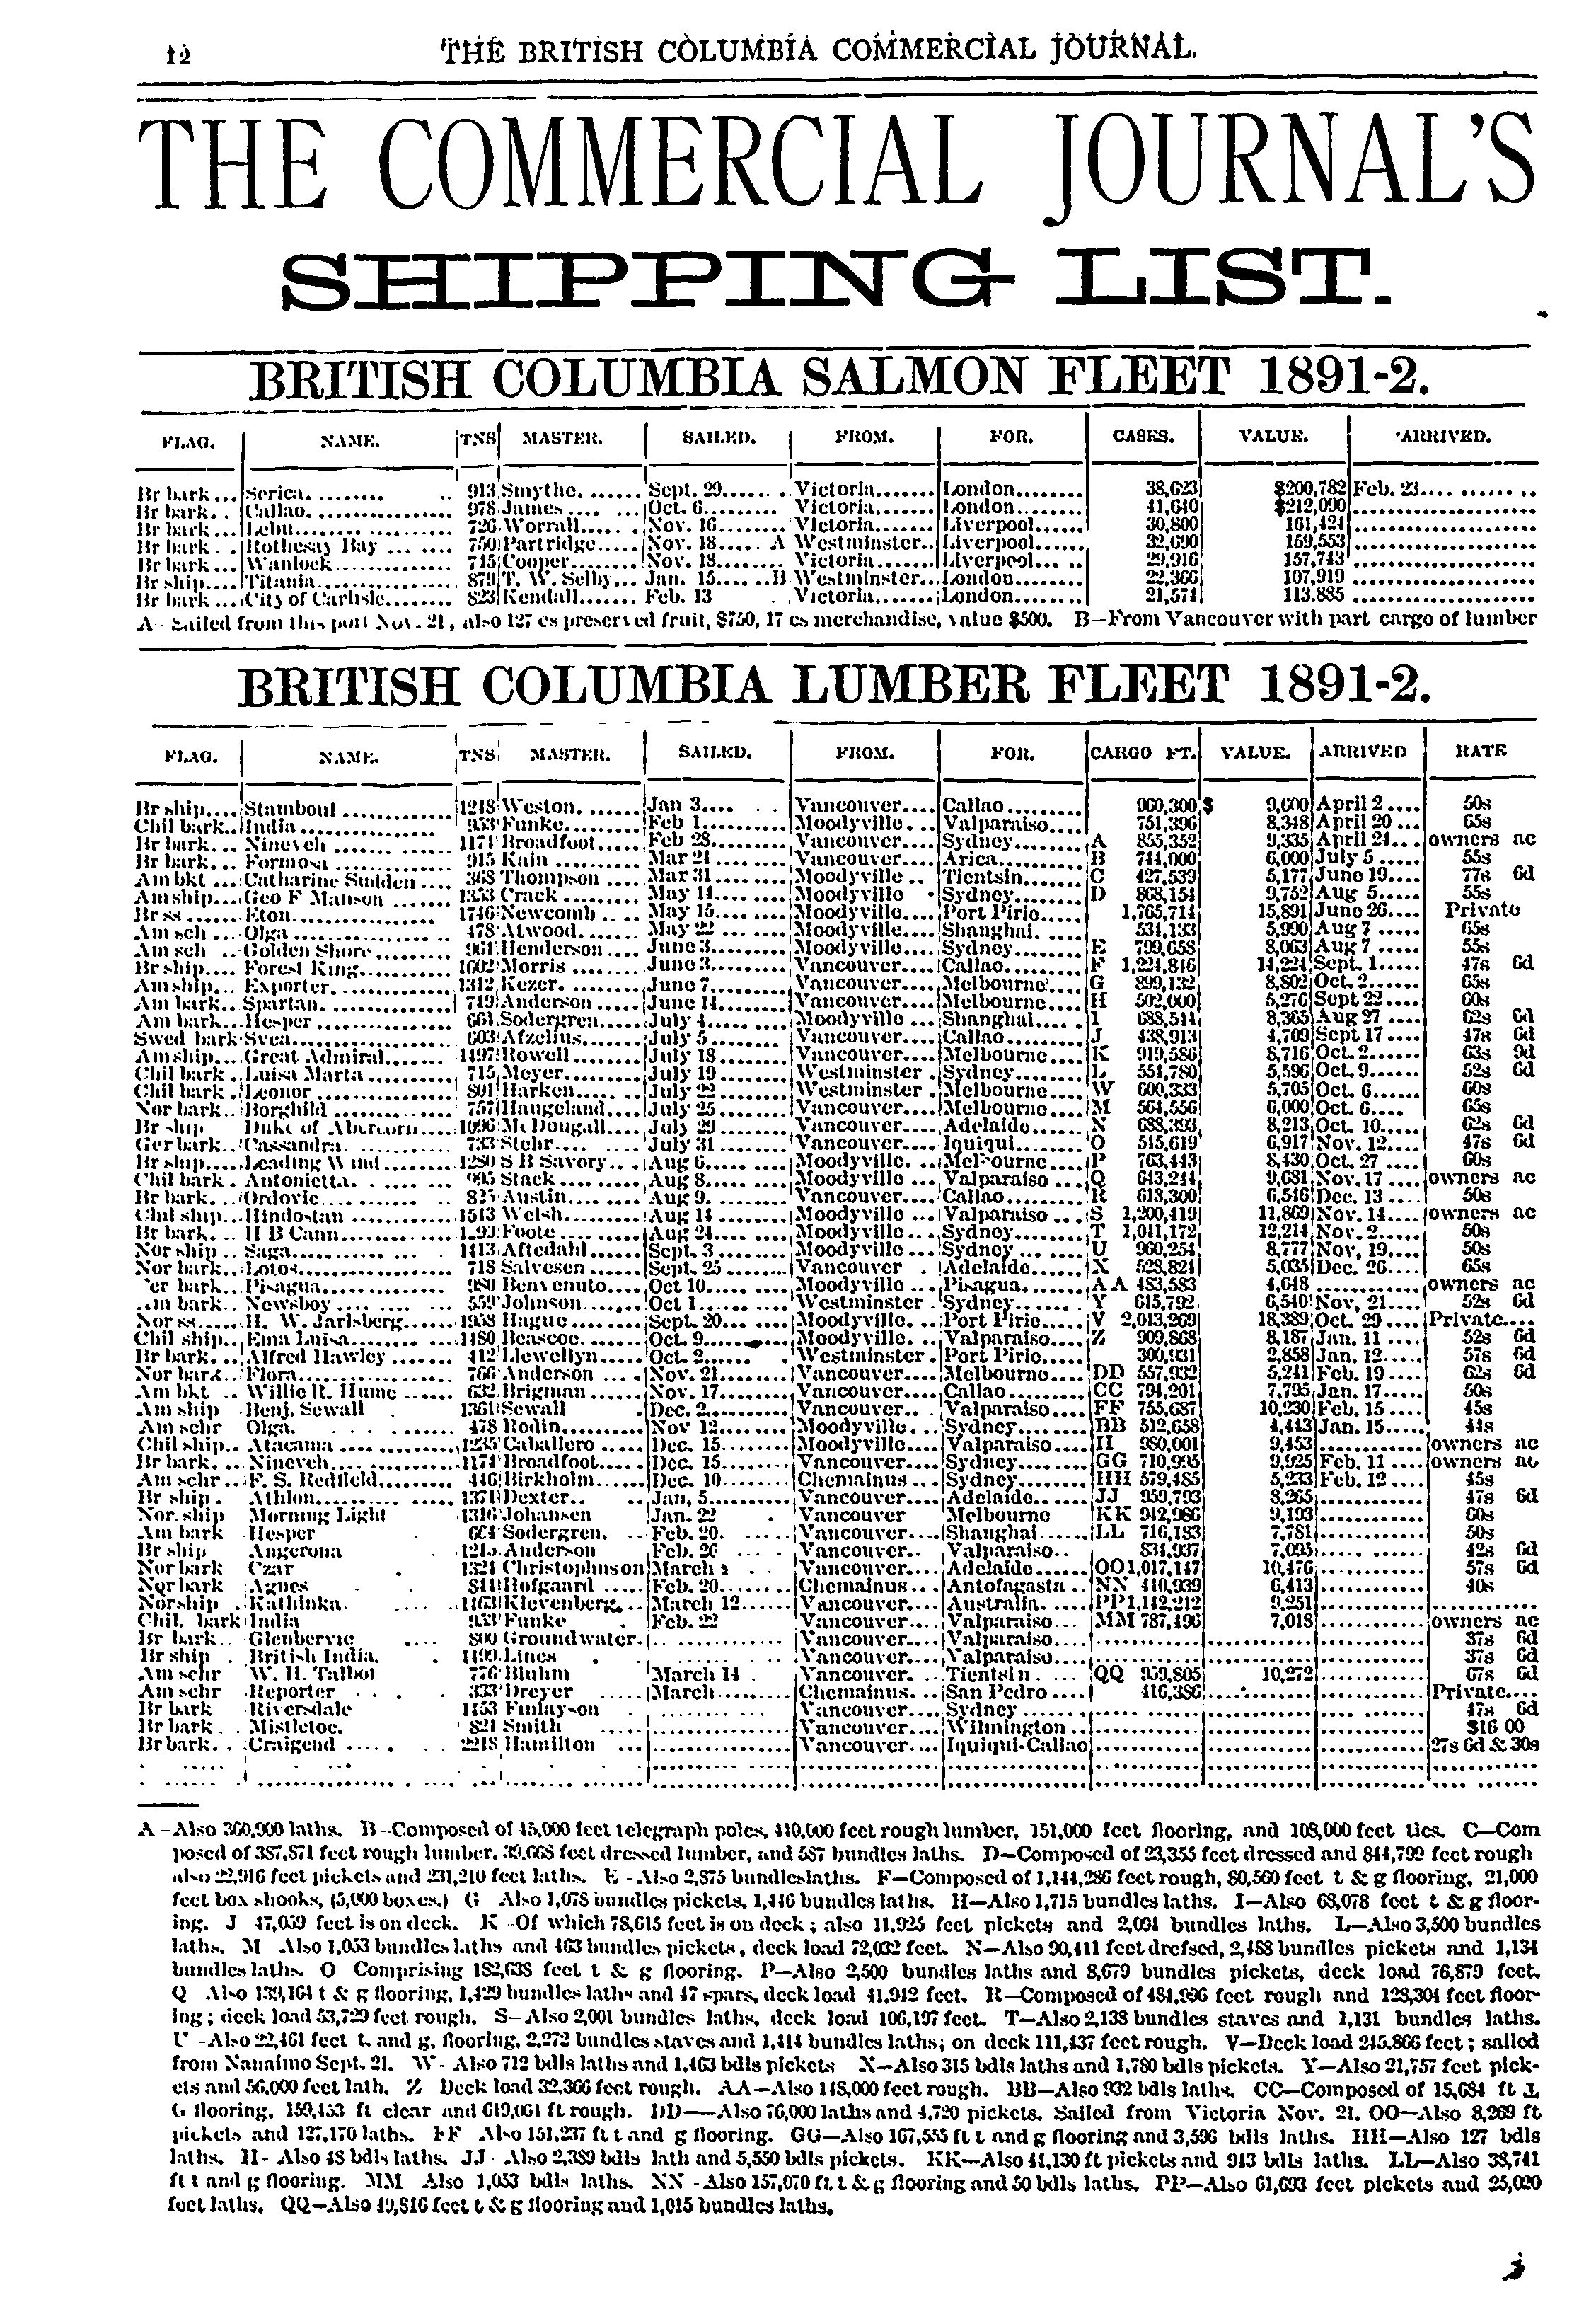 12 THE BRITISH COLUMBIA COMMERCIAL JOURNAL.
THE COMMERCIAL JOURNAL'S
SHIPPING LIST.
BRITISH COLUMBIA SALMON FLEET 1891-2.
FLAG. NAME. TNS MASTER. SAILED. FROM. FOR. CASES. VALUE. ARRIVED.
Br bark... Serica......... 913 Smythe....... Sept. 29....... Victoria....... London........ 38,623 $200,782 Feb. 23..........
Br bark.. Callao......... 978 James....... Oct. 6......... Victoria....... London........ 41,640 $212,090
Br bark... Lebu......... 726 Worrall..... Nov. 16........ Victoria....... Liverpool...... 30,800 161,424
Br bark.. Rothesay Bay ... 750 Partridge.... Nov. 18..... A Westminster.. Liverpool..... 32,690 159,553
Br bark.. Wanlock........ 715 Cooper....... Nov. 18........ Victoria....... Liverpool..... 29,916 157,743
Br ship.... Titania........ 879 T. W. Selby... Jan. 15.....B Westminster... London........ 22,366 107,919
Br bark ... City of Carlisle........ 823 Kendall....... Feb. 13 Victoria....... London........ 21,574 113.885
A - Sailed from this port Nov. 21, also 127 cs preserved fruit, $750, 17 cs merchandise, value $500. B—From Vancouver with part cargo of lumber
BRITISH COLUMBIA LUMBER FLEET 1891-2.
FLAG. NAME. TNS MASTER. SAILED. FROM. FOR. CARGO FT. VALUE. ARRIVED RATE
Br ship.... Stamboul 1248 Weston....... Jan 3.... Vancouver.... Callao.......... 960,300 $ 9,600 April 2 .... 50s
Chil bark.. India 953 Funke......... Feb 1......... Moodyville... Valparaiso.... 751,396 8,348 April 20 ... 65s
Br bark... Nineveh 1174 Broadfoot..... Feb 28........ Vancouver.... Sydney........ A 855,352 9,335 April 24... owners ac
Br bark... Formosa 915 Kain ......... Mar 21 ....... Vancouver.... Arica......... B 744,000 6,000 July 5 ..... 55s
Am bkt ... Catharine Sudden .... 368 Thompson .... Mar 31 ....... Moodyville .. Tientsin...... C 427,539 5,177 June 19.... 77s 6d
Am ship.... Geo F Manson ...... 1353 Crack ........ May 14........ Moodyville Sydney........ D 868,154 9,752 Aug 5..... 55s
Br ss ...... Eton............... 1746 Newcomb .... May 15........ Moodyville.... Port Pirie..... 1,765,714 15,891 June 26.... Private
Am sch ... Olga............... 478 Atwood....... May 22 ....... Moodyville.... Shanghai...... 534,133 5,990 Aug 7 ..... 65s
Am sch .. Golden Shore ....... 961 Henderson .... June 3........ Moodyville.... Sydney........ E 799,658 8,063 Aug 7 ..... 55s
Br ship.... Forest King......... 1602 Morris ....... June 3........ Vancouver.... Callao......... F 1,224,846 14,224 Sept. 1..... 47s 6d
Am ship... Exporter............ 1312 Kezer......... June 7........ Vancouver.... Melbourne.... G 899,132 8,802 Oct. 2...... 65s
Am bark.. Spartan............. 749 Anderson ..... June 14....... Vancouver.... Melbourne.... H 502,000 5,276 Sept 22.... 60s
Am bark... Hesper ............ 661 Sodergren..... July 4........ Moodyville ... Shanghai..... I 688,544 8,365 Aug 27 .... 62s 6d
Swed bark Svea............. 603 Afzelius...... July 5........ Vancouver.... Callao......... J 438,913 4,709 Sept 17 .... 47s 6d
Am ship.... Great Admiral....... 1497 Rowell ....... July 18 ....... Vancouver.... Melbourne.... K 919,586 8,716 Oct. 2...... 63s 9d
Chil bark . Luisa Marta ......... 715 Meyer......... July 19 ....... Westminster . Sydney........ L 551,780 5,596 Oct. 9...... 52s 6d
Chil bark . Leonor ............. 801 Harken........ July 22 ....... Westminster . Melbourne... W 600,333 5,705 Oct. 6...... 60s
Nor bark.. Borghild ............ 757 Haugeland.... July 25 ....... Vancouver.... Melbourne.... M 564,556 6,000 Oct. 6.... 65s
Br ship Duke of Abercorn.... 1096 McDougall.... July 29 ....... Vancouver.... Adelaide...... N 688,393 8,213 Oct. 10..... 62s 6d
Ger bark.. Cassandra. 733 Stehr......... July 31 ....... Vancouver.... Iquiqui........ O 515,619 6,917 Nov. 12.... 47s 6d
Br ship.... Leading Wind....... 1280 S B Savory.. . Aug 6......... Moodyville. .. Melbourne.... P 763,443 8,430 Oct. 27 .... 60s
Chil bark . Antonietta........... 995 Stack ......... Aug 8......... Moodyville... Valparaiso ... Q 643,244 9,681 Nov. 17 .... owners ac
Br bark.. Ordovic............. 825 Austin........ Aug 9......... Vancouver.... Callao......... R 613,300 6,546 Dec. 13 .... 50s
Chil ship... Hindostan .......... 1513 Welsh......... Aug 14 ....... Moodyville ... Valparaiso ... S 1,200,419 11,869 Nov. 14.... owners ac
Br bark. . H B Cann........... Foote......... Aug 24........ Moodyville ... Sydney........ T 1,011,172 12,214 Nov. 2..... 50s
Nor ship .. Saga................ 1413 Aftedahl...... Sept. 3 ....... Moodyville ... Sydney ....... U 960,254 8,777 Nov, 19.... 50s
Nor bark.. Lotos............... 718 Salvesen ...... Sept. 25 ...... Vancouver . Adelaide...... X 528,824 5,035 Dec. 26.... 65s
Pisagua............. 980 Benvenuto.... Oct 10........ Moodyville... Pisagua....... AA 483,583 4,648 owners ac
bark.. Newsboy .... 559 Johnson....... Oct 1 ......... Westminster . Sydney........ Y 615,792 6,540 Nov, 21.... 52s 6d
Nor ss..... H. W. Jarlsberg...... 1958 Hague ........ Sept. 20...... Moodyville... Port Pirie..... V 2,013,269 18,389 Oct. 29 .... Private....
Chil ship... Ema Luisa.......... 1480 Beascoe....... Oct. 9 Moodyville... Valparaiso.... Z 909,868 8,187 Jan. 11 .... 52s 6d
Br bark... Alfred Hawley ...... 412 Llewellyn..... Oct. 2.... Westminster. Port Pirie..... 300,931 2,858 Jan. 12..... 57s 6d
Nor bark.. Flora............... 766 Anderson ..... Nov. 21....... Vancouver.... Melbourne.... DD 557,932 5,241 Feb. 19 .... 62s 6d
Am bkt .. Willie R. Hume ...... 632 Brigman...... Nov. 17....... Vancouver.... Callao........ CC 794,201 7,795 Jan. 17..... 50s
Am ship Benj. Sewall 1361 Sewall Dec. 2........ Vancouver.. . Valparaiso.... FF 755,687 10,230 Feb. 15 .... 45s
Am schr Olga. 478 Rodin......... Nov 12....... Moodyville.... Sydney....... BB 512,658 4,443 Jan. 15..... 44s
Chil ship.. Atacama ............ 1235 Caballero ..... Dec. 15....... Moodyville.... Valparaiso.... II 980,001 9,453 owners ac
Br bark... Nineveh............. 1174 Broadfoot..... Dec. 15....... Vancouver.... Sydney....... GG 710,995 9,925 Feb. 11 .... owners ac
Am schr... F. S. Redfield........ 446 Birkholm...... Dec. 10....... Chemainus .. Sydney....... HH 579,485 5,233 Feb. 12 .... 45s
Br ship. Athlon.............. 1371 Dexter.. Jan, 5........ Vancouver.... Adelaide...... JJ 959,793 8,265 47s 6d
Nor. ship Morning Light 1316 Johansen Jan. 22 Vancouver Melbourne KK 942,986 9,193 60s
Am bark Hesper 664 Sodergren. Feb. 20. Vancouver... Shanghai...... LL 716,183 7,781 50s
Br ship Angerona Anderson Feb. 26 Vancouver.. Valparaiso.. 834,937 7,095 42s 6d
Nor bark Czar 1324 Christophnson March Vancouver... Adelaide...... OO 1,017,147 10,476 57s 6d
Nor bark Agnes 841 Hofgaard ..... Feb. 20....... Chemainus... Antofagasta .. NN 410,939 6,413 40s
Nor ship . Kathinka. 1463 Klevenberg... March 12..... Vancouver... Australia..... PP 1,142,212 9,251
Chil. bark India 953 Funke Feb. 22 Vancouver... Valparaiso... MM 787,496 7,018 owners ac
Br bark.. Glenbervie 800 Groundwater. Vancouver... Valparaiso.... 37s 6d
Br ship . British India. 1499 Lines Vancouver.... Valparaiso.... 37s 6d
Am schr W. H. Talbot 776 Bluhm March 14 Vancouver. Tientsin. QQ 959,805 10,272 67s 6d
Am schr Reporter 333 Dreyer March........ Chemainus... San Pedro .... 416,386 Private....
Br bark Riversdale 1453 Finlayson Vancouver.... Sydney 47s 6d
Br bark. Mistletoe. 821 Smith Vancouver.... Wilmington .. $16 00
Br bark. . Craigend 2218 Hamilton ... Vancouver.... Iquiqui-Callao 27s 6d & 30s
A –Also 360,900 laths. B -Composed of 45,000 feet telegraph poles, 440,000 feet rough lumber, 151,000 feet flooring, and 108,000 feet ties. C—Com
posed of 387,871 feet rough lumber, 39,668 feet dressed lumber, and 587 bundles laths. D—Composed of 23,355 feet dressed and 844,799 feet rough
also 22,916 feet pickets and 231,210 feet laths. E -Also 2,875 bundles laths. F—Composed of 1,144,286 feet rough, 80,560 feet t & g flooring, 21,000
feet box shooks, (5,000 boxes.) G Also 1,078 bundles pickets, 1,446 bundles laths. H—Also 1,715 bundles laths. I—Also 68,078 feet t & g floor-
ing. J 47,059 feet is on deck. K -Of which 78,615 feet is on deck ; also 11,925 feet pickets and 2,091 bundles laths. L—Also 3,500 bundles
laths. M Also 1,053 bundles laths and 463 bundles pickets, deck load 72,032 feet. N—Also 90,411 feet drefsed, 2,488 bundles pickets and 1,134
bundles laths. O Comprising 182,638 feet t & g flooring. P—Also 2,500 bundles laths and 8,679 bundles pickets, deck load 76,879 feet.
Q Also 139,164 t & g flooring, 1,429 bundles laths and 47 spars, deck load 41,942 feet. R—Composed of 484,996 feet rough and 128,304 feet floor-
ing ; deck load 53,729 feet rough. S—Also 2,001 bundles laths, deck load 106,197 feet. T—Also 2,138 bundles staves and 1,131 bundles laths.
U -Also 22,461 feet t. and g. flooring, 2,272 bundles staves and 1,414 bundles laths; on deck 111,437 feet rough. V—Deck load 245,866 feet ; sailed
from Nanaimo Sept. 21. W - Also 712 bdls laths and 1,463 bdls pickets X—Also 315 bdls laths and 1,780 bdls pickets. Y—Also 21,757 feet pick-
ets and 56,000 feet lath. Z Deck load 32,366 feet rough. AA—Also 148,000 feet rough. BB—Also 932 bdls laths. CC—Composed of 15,684 ft
G flooring, 159,453 ft clear and 619,064 ft rough. DD—–Also 76,000 laths and 4,720 pickets. Sailed from Victoria Nov. 21. OO—Also 8,269 ft
pickets and 127,170 laths. FF Also 151,237 ft t and g flooring. GG—Also 167,555 ft t and g flooring and 3,596 bdls laths. HH—Also 127 bdls
laths. II- Also 48 bdls laths. JJ Also 2,389 bdls lath and 5,550 bdls pickets. KK—Also 44,130 ft pickets and 913 bdls laths. LL—Also 38,741
ft t and g flooring. MM Also 1,053 bdls laths. NN -Also 157,070 ft. t & g flooring and 50 bdls laths. PP—Also 61,693 feet pickets and 25,020
feet laths. QQ—Also 49,816 feet t & g flooring and 1,015 bundles laths.